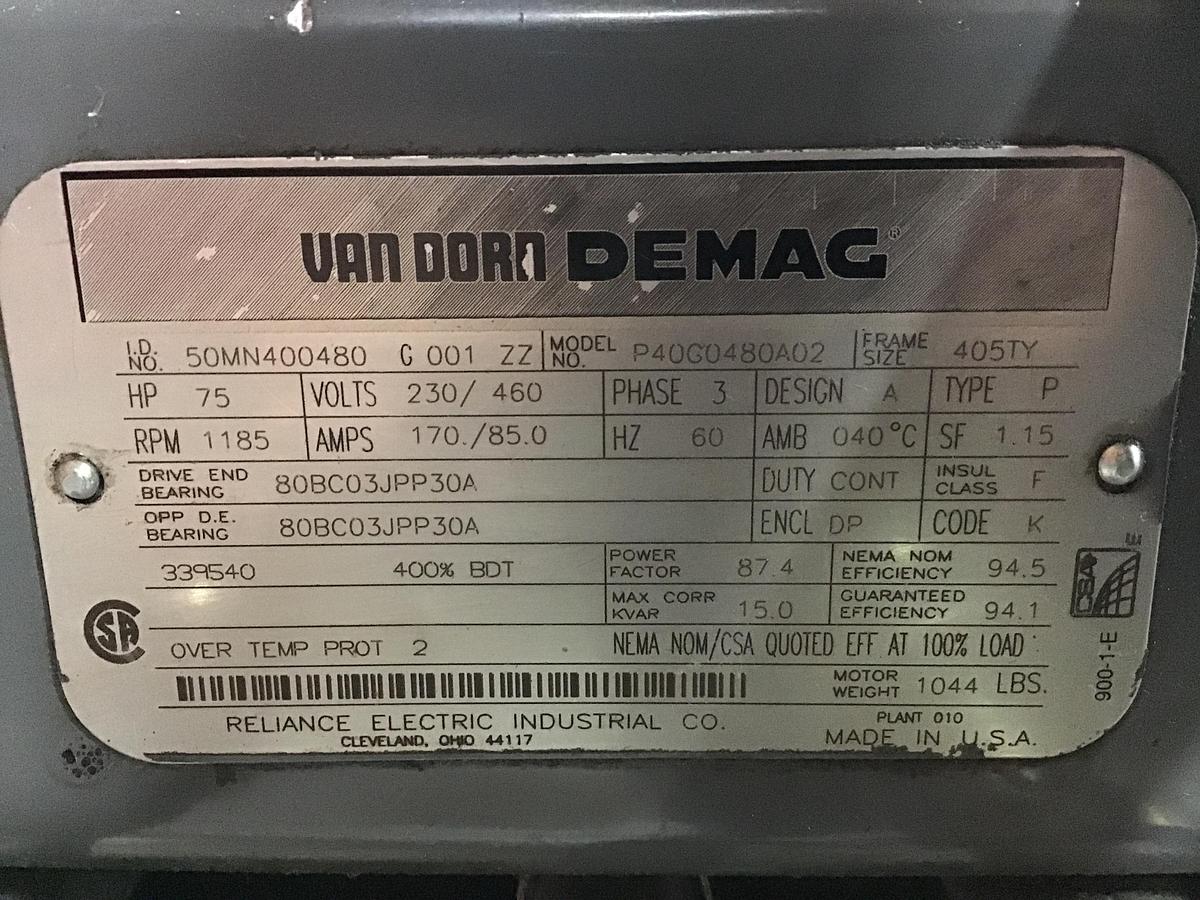 VAN DORN DEMAG®
I.D. NO. 50MN400480 G 001 ZZ MODEL NO. P40G0480A02 FRAME SIZE 405TY
HP 75 VOLTS 230/ 460 PHASE 3 DESIGN A TYPE P
RPM 1185 AMPS 170./85.0 HZ 60 AMB 040°C SF 1.15
DRIVE END BEARING 80BC03JPP30A DUTY CONT INSUL CLASS F
OPP D.E. BEARING 80BC03JPP30A ENCL DP CODE K
339540 400% BDT POWER FACTOR 87.4 NEMA NOM EFFICIENCY 94.5
MAX CORR KVAR 15.0 GUARANTEED EFFICIENCY 94.1
OVER TEMP PROT 2 NEMA NOM/CSA QUOTED EFF AT 100% LOAD
MOTOR WEIGHT 1044 LBS.
RELIANCE ELECTRIC INDUSTRIAL CO. PLANT 010
CLEVELAND, OHIO 44117 MADE IN U.S.A.
SA
CSA
900-1-E